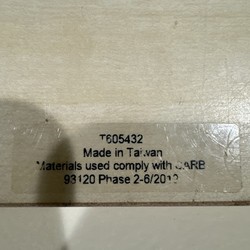 T605432
Made in Taiwan
Materials used comply with CARB
93120 Phase 2-6/2010